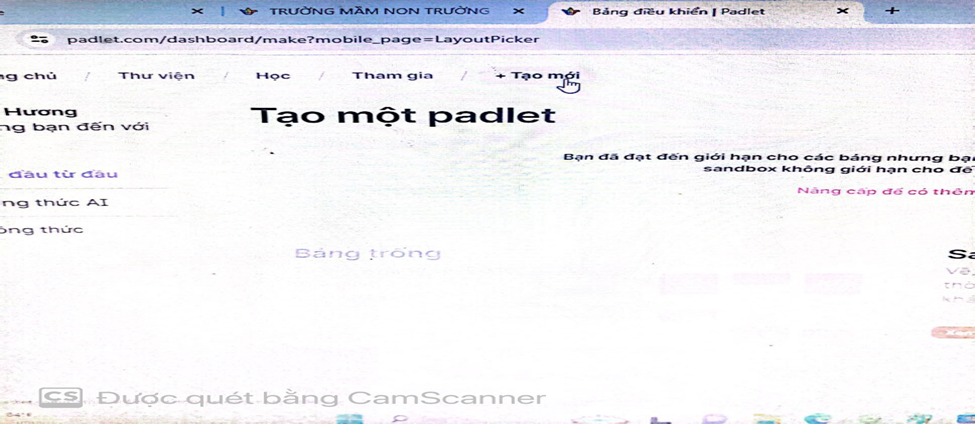 TRƯỜNG MẦM NON TRƯỜNG
Bảng điều khiển | Padlet
padlet.com/dashboard/make?mobile_page=LayoutPicker
ng chủ / Thư viện / Học / Tham gia / + Tạo mới
Hương
ng bạn đến với
Tạo một padlet
Bạn đã đạt đến giới hạn cho các bảng nhưng bạ
sandbox không giới hạn cho đế
Nâng cấp để có thêm
đầu từ đầu
ng thức AI
ông thức
Bảng trống
Sa
Vẽ,
thờ
CS Được quét bằng CamScanner